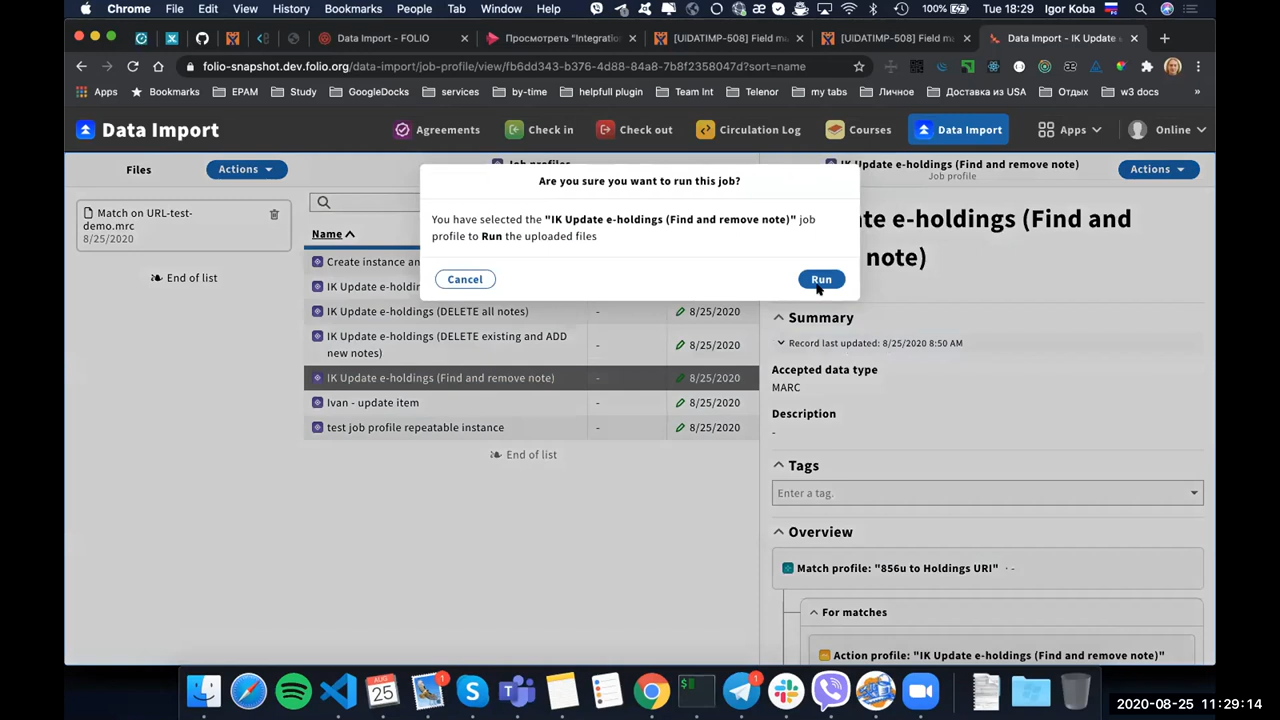 Chrome File Edit View History Bookmarks People Tab Window Help 100% Tue 18:29 Igor Koba
Data Import - FOLIO
Просмотреть "Integratio
[UIDATIMP-508] Field m
[UIDATIMP-508] Field m
Data Import - IK Update e
folio-snapshot.dev.folio.org/data-import/job-profile/view/fb6dd343-b376-4d88-84a8-7b8f2358047d?sort=name
Apps Bookmarks EPAM Study GoogleDocks services by-time helpfull plugin Team Int Telenor my tabs Личное Доставка из USA Отдых w3 docs »
Data Import
Agreements Check in Check out Circulation Log Courses Data Import Apps Online
Files
Actions
Match on URL-test-
demo.mrc
8/25/2020
End of list
Job profiles
Name
Create instance an
IK Update e-holdin
IK Update e-holdings (DELETE all notes) - 8/25/2020
IK Update e-holdings (DELETE existing and ADD
new notes) - 8/25/2020
IK Update e-holdings (Find and remove note) - 8/25/2020
Ivan - update item - 8/25/2020
test job profile repeatable instance - 8/25/2020
End of list
Are you sure you want to run this job?
You have selected the "IK Update e-holdings (Find and remove note)" job
profile to Run the uploaded files
Cancel
Run
IK Update e-holdings (Find and remove note)
Job profile
Actions
te e-holdings (Find and
note)
Summary
Record last updated: 8/25/2020 8:50 AM
Accepted data type
MARC
Description
-
Tags
Enter a tag.
Overview
Match profile: "856u to Holdings URI" · -
For matches
Action profile: "IK Update e-holdings (Find and remove note)"
AUG
25
1
1
2020-08-25 11:29:14